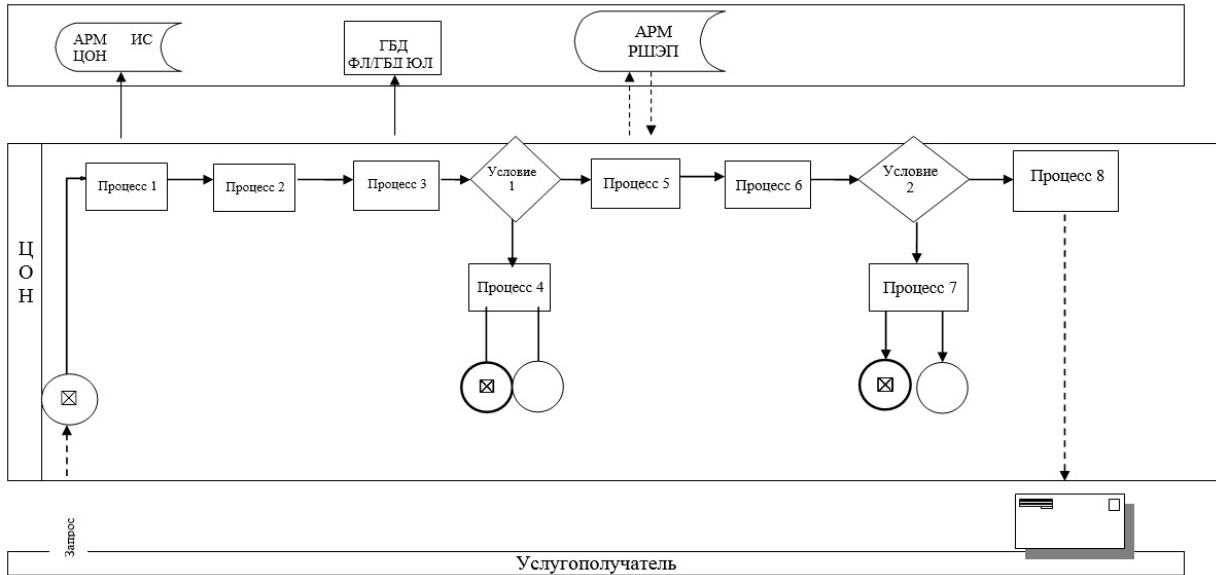 АРМ ИС
ЦОН
ГБД
ФЛ/ГБД ЮЛ
АРМ
РШЭП
ЦОН
Процесс 1
Процесс 2
Процесс 3
Условие
1
Процесс 5
Процесс 6
Условие
2
Процесс 8
Процесс 4
Процесс 7
Запрос
Услугополучатель